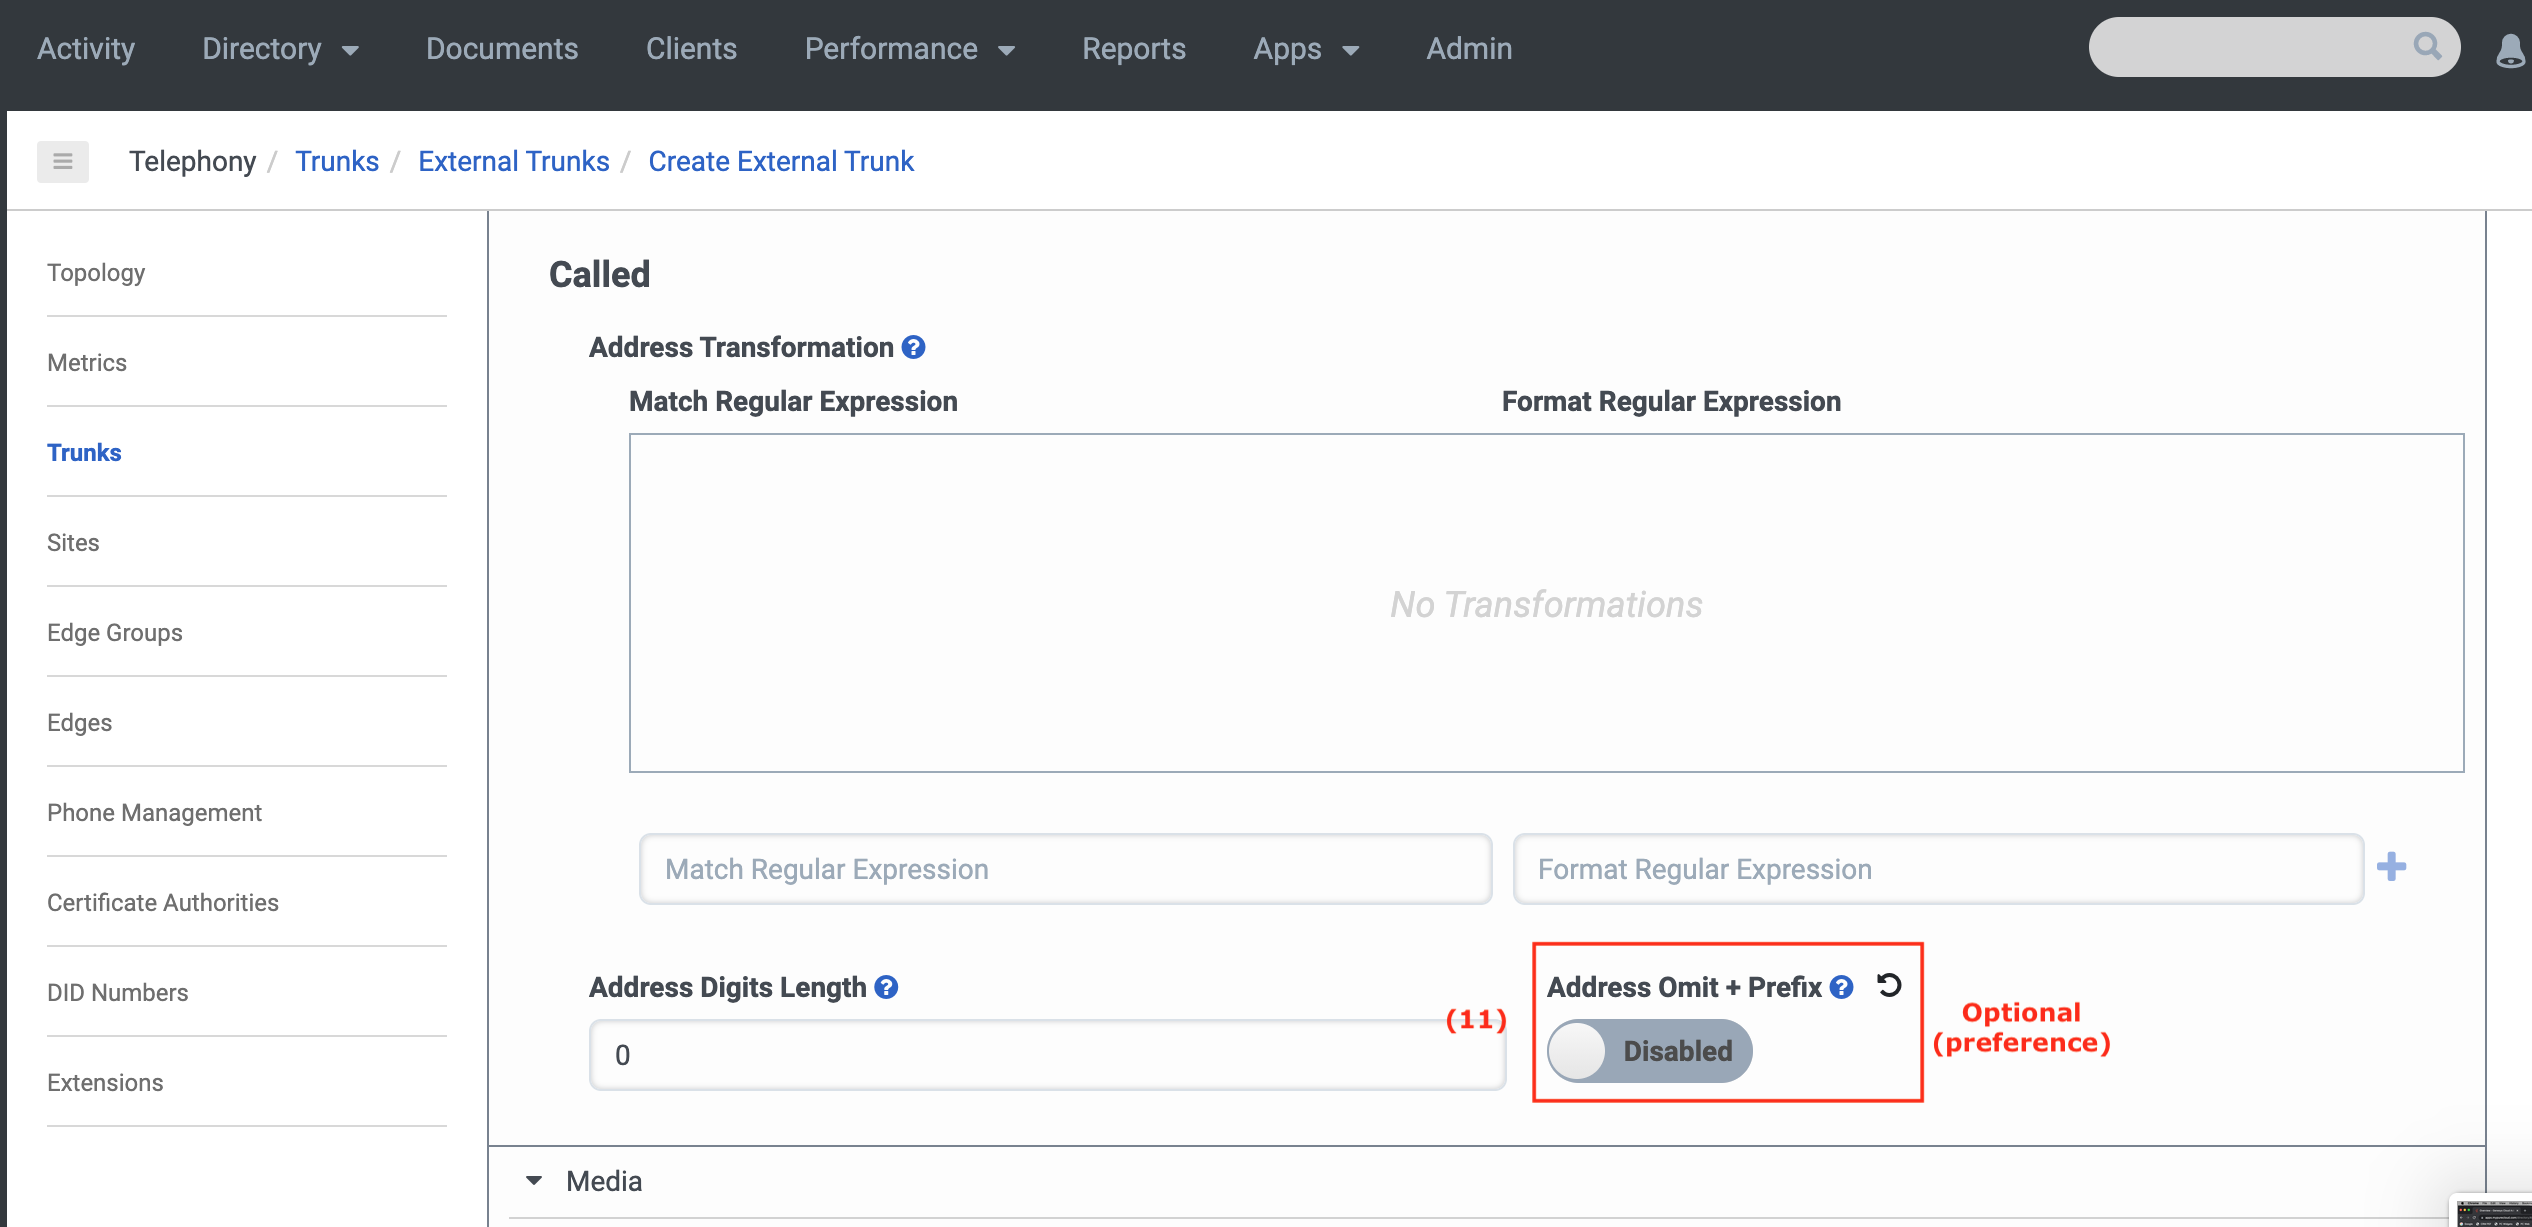 Activity Directory Documents Clients Performance Reports Apps Admin
Telephony / Trunks / External Trunks / Create External Trunk
Topology
Metrics
Trunks
Sites
Edge Groups
Edges
Phone Management
Certificate Authorities
DID Numbers
Extensions
Called
Address Transformation ?
Match Regular Expression Format Regular Expression
No Transformations
Match Regular Expression Format Regular Expression
Address Digits Length ?
0
(11)
Address Omit + Prefix ?
Disabled
Optional
(preference)
Media